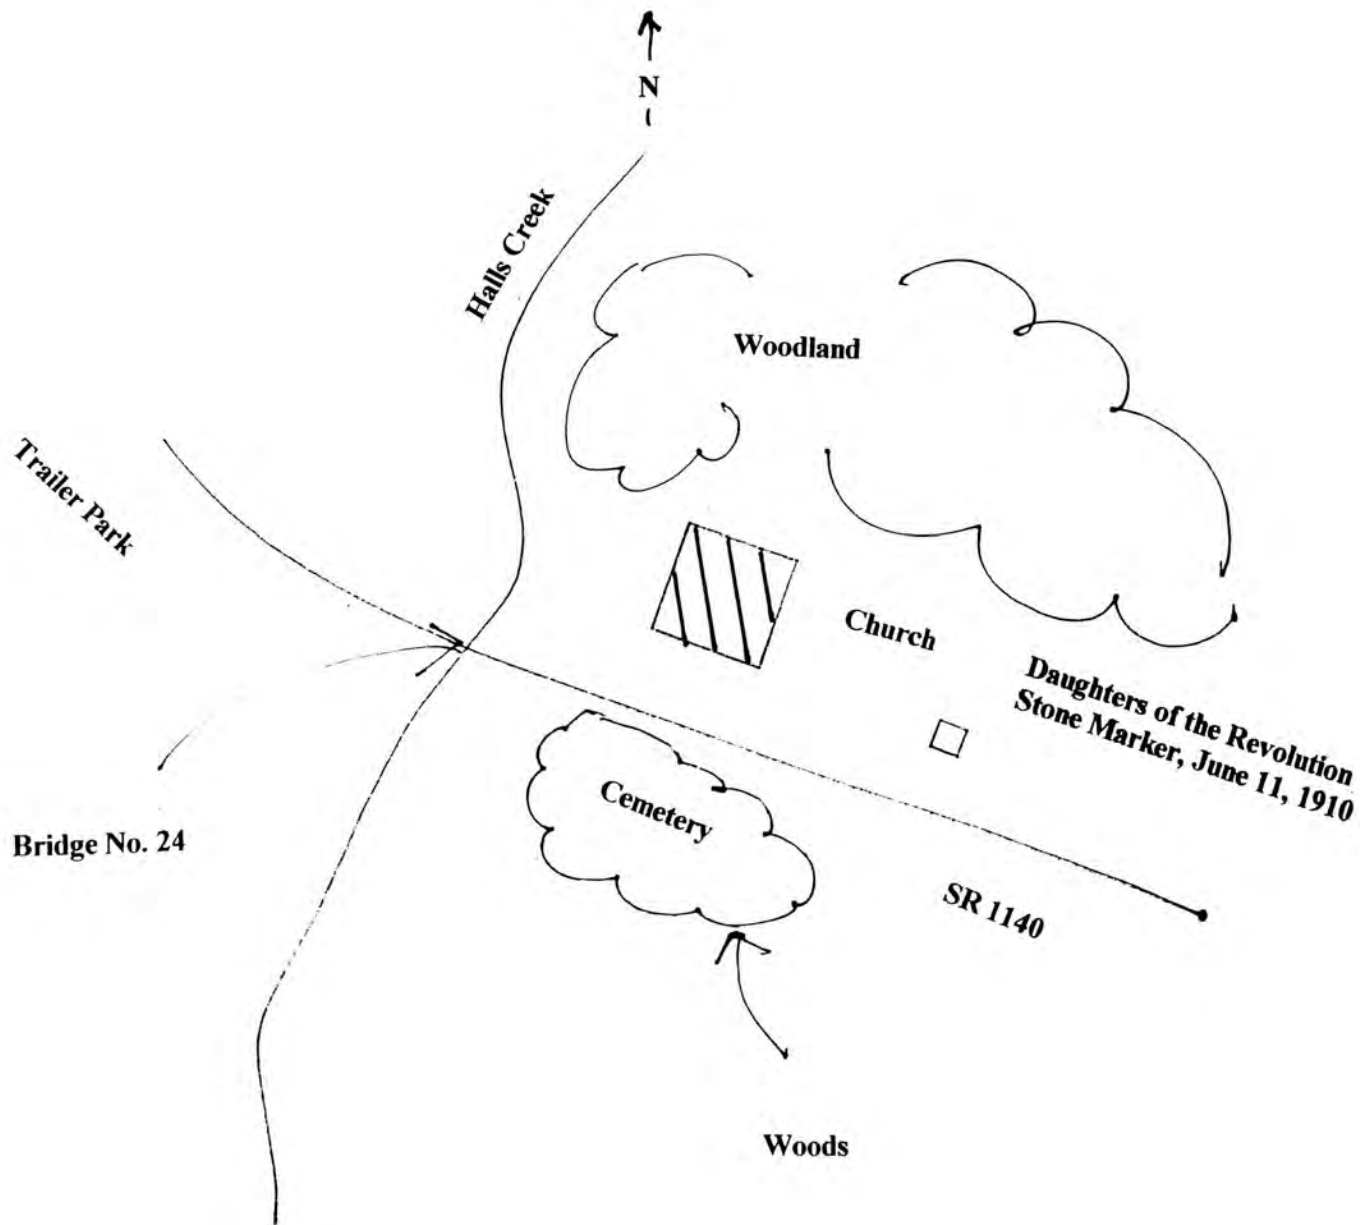 N
Halls Creek
Woodland
Trailer Park
Church
Daughters of the Revolution
Stone Marker, June 11, 1910
Cemetery
Bridge No. 24
SR 1140
Woods